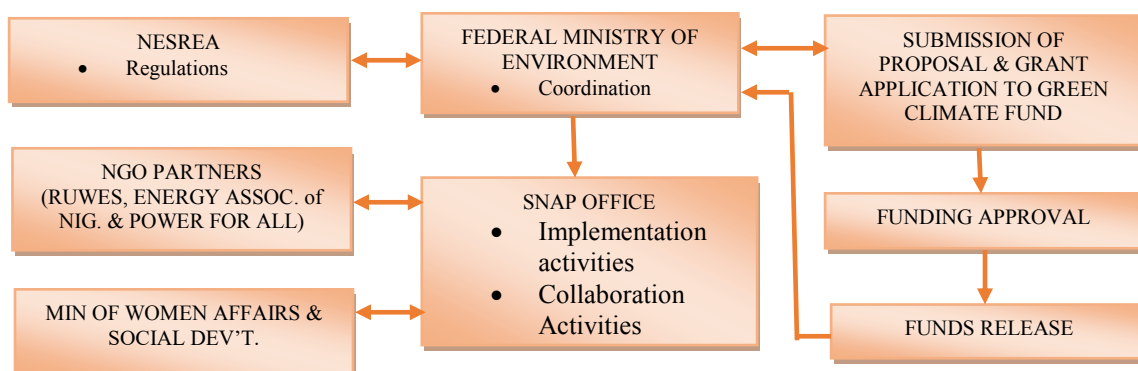 NESREA
• Regulations
FEDERAL MINISTRY OF
ENVIRONMENT
• Coordination
SUBMISSION OF
PROPOSAL & GRANT
APPLICATION TO GREEN
CLIMATE FUND
NGO PARTNERS
(RUWES, ENERGY ASSOC. of
NIG. & POWER FOR ALL)
SNAP OFFICE
• Implementation
activities
• Collaboration
Activities
FUNDING APPROVAL
MIN OF WOMEN AFFAIRS &
SOCIAL DEV’T.
FUNDS RELEASE